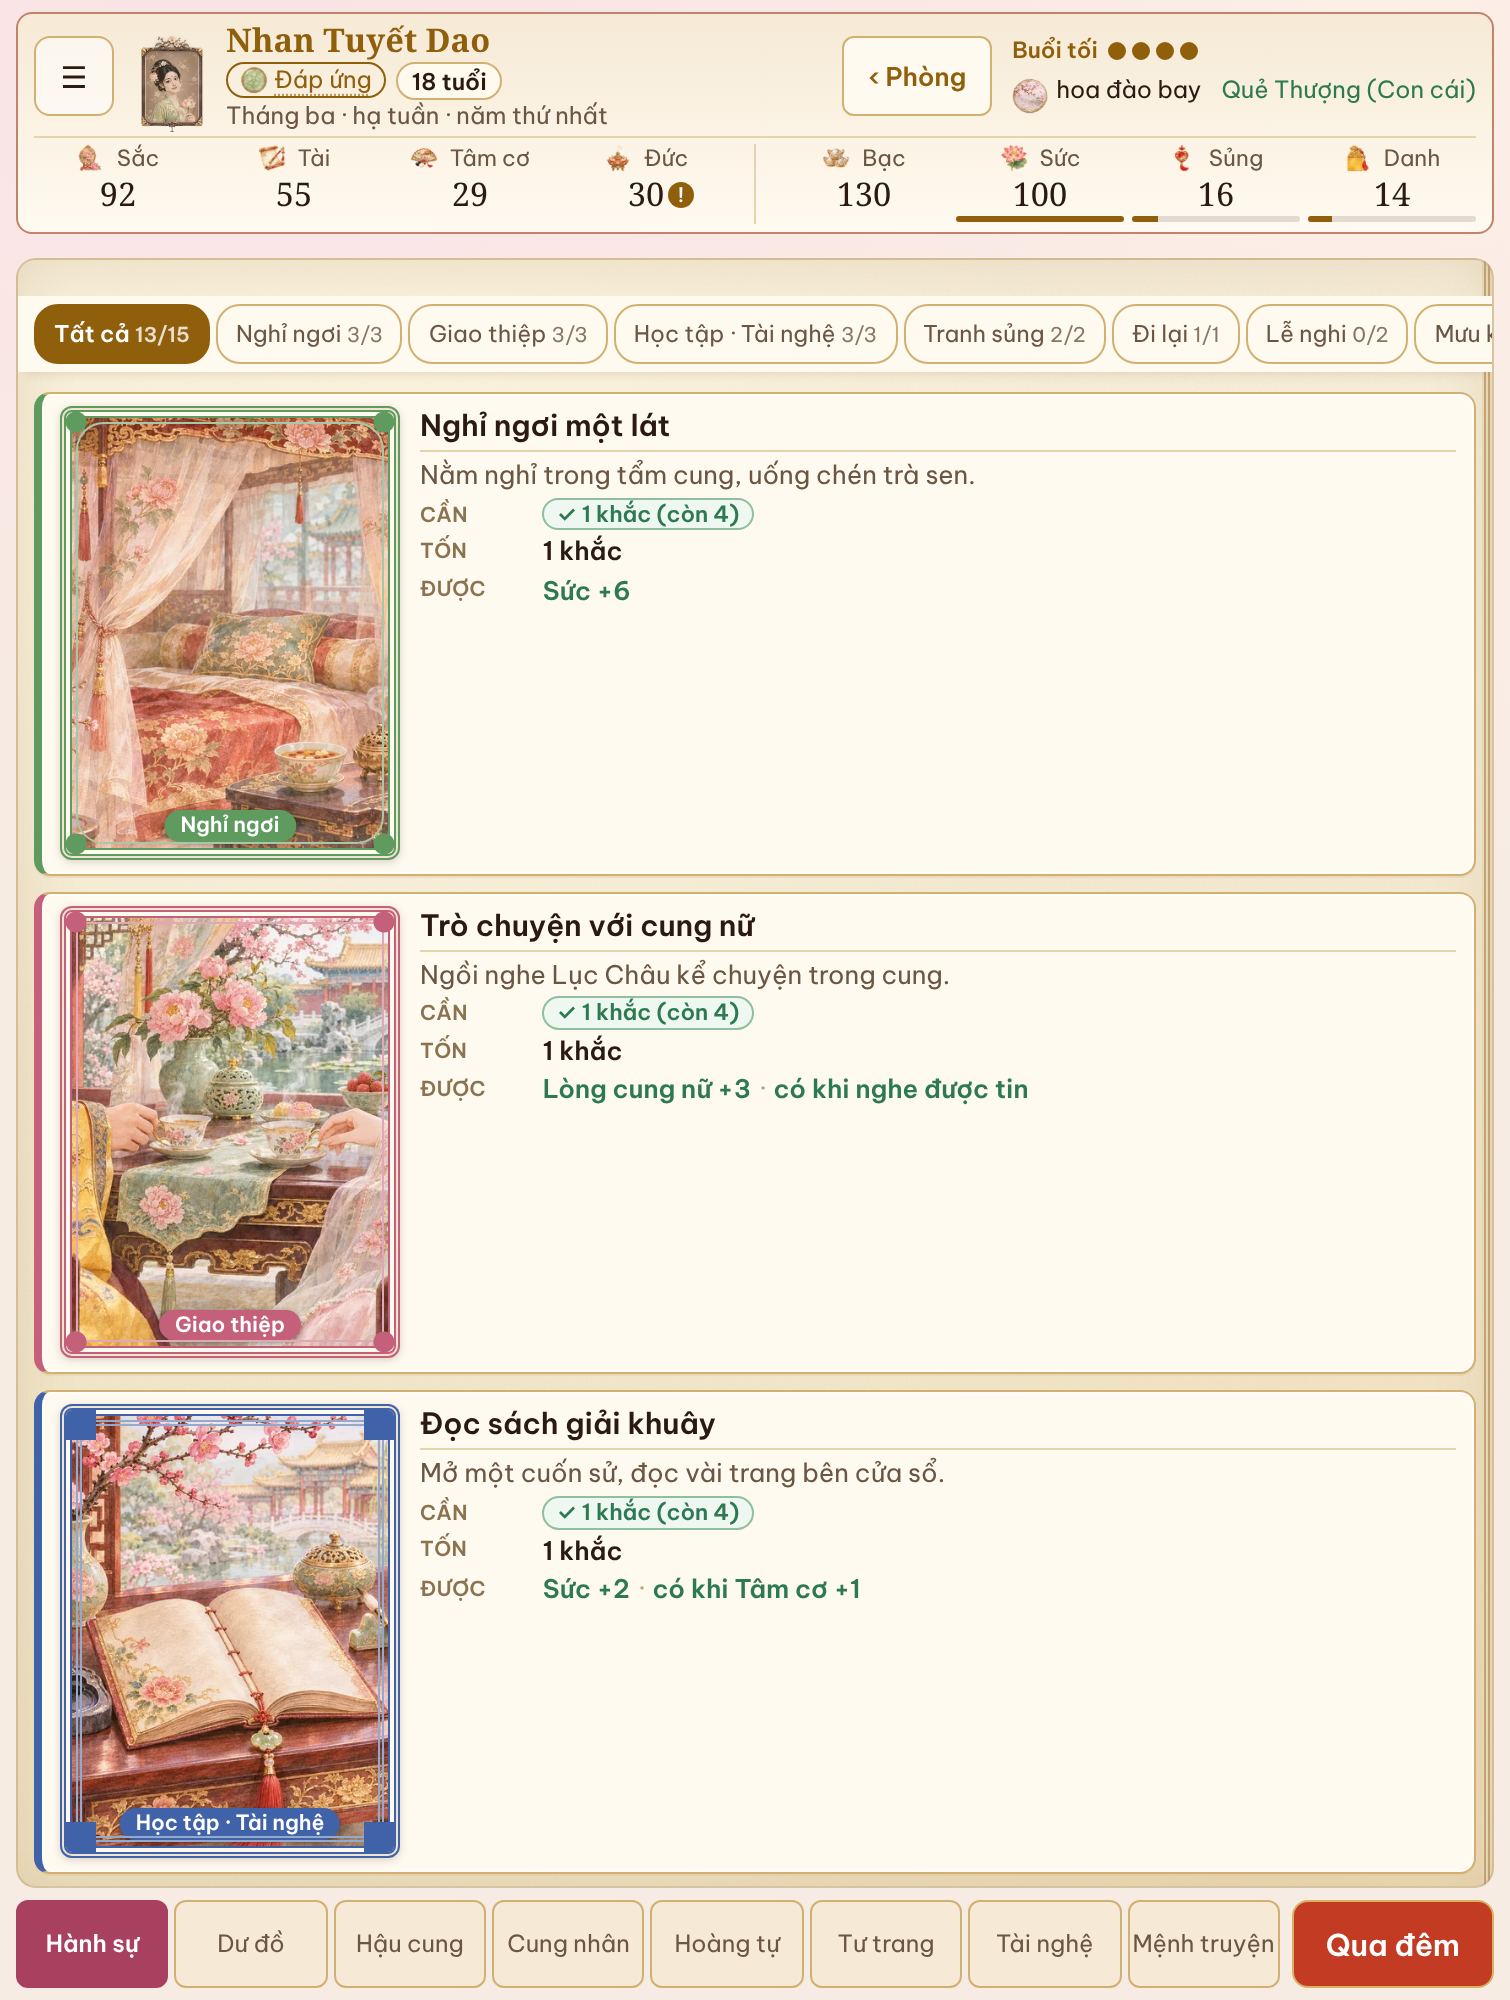 ☰
Nhan Tuyết Dao
Đáp ứng 18 tuổi
Tháng ba · hạ tuần · năm thứ nhất
‹ Phòng
Buổi tối
hoa đào bay Quẻ Thượng (Con cái)
Sắc Tài Tâm cơ Đức Bạc Sức Sủng Danh
92 55 29 30 ! 130 100 16 14
Tất cả 13/15 Nghỉ ngơi 3/3 Giao thiệp 3/3 Học tập · Tài nghệ 3/3 Tranh sủng 2/2 Đi lại 1/1 Lễ nghi 0/2 Mưu
Nghỉ ngơi một lát
Nằm nghỉ trong tẩm cung, uống chén trà sen.
CẦN ✓ 1 khắc (còn 4)
TỐN 1 khắc
ĐƯỢC Sức +6
Nghỉ ngơi
Trò chuyện với cung nữ
Ngồi nghe Lục Châu kể chuyện trong cung.
CẦN ✓ 1 khắc (còn 4)
TỐN 1 khắc
ĐƯỢC Lòng cung nữ +3 · có khi nghe được tin
Giao thiệp
Đọc sách giải khuây
Mở một cuốn sử, đọc vài trang bên cửa sổ.
CẦN ✓ 1 khắc (còn 4)
TỐN 1 khắc
ĐƯỢC Sức +2 · có khi Tâm cơ +1
Học tập · Tài nghệ
Hành sự Dư đồ Hậu cung Cung nhân Hoàng tự Tư trang Tài nghệ Mệnh truyện Qua đêm